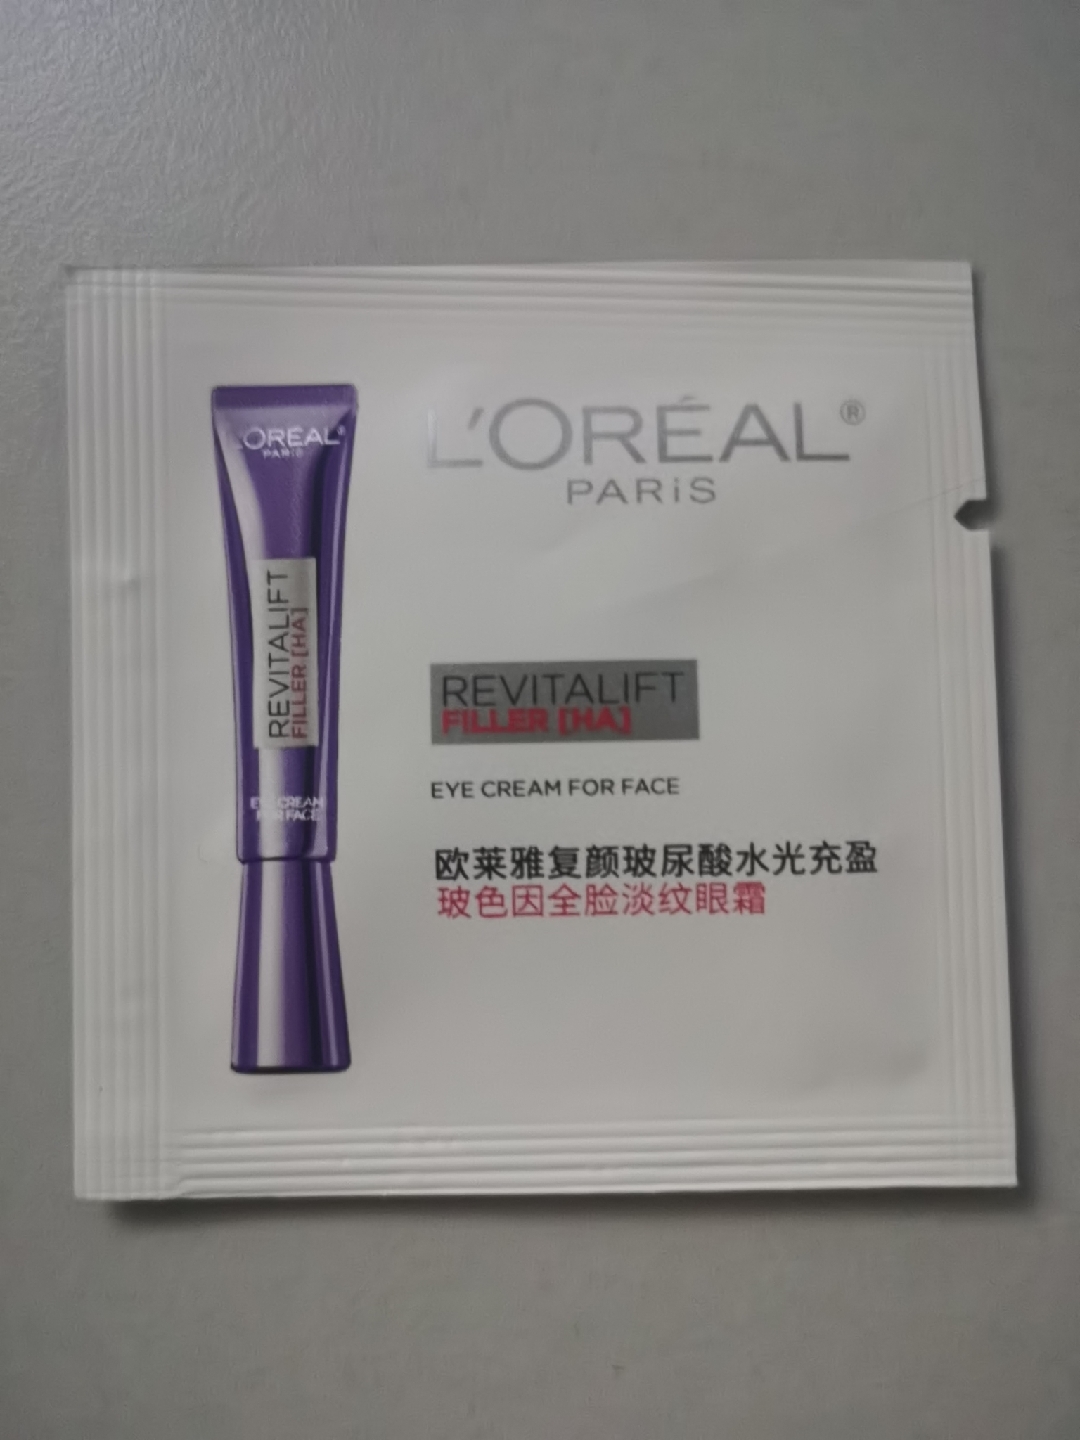 L'ORÉAL®
PARiS
REVITALIFT
FILLER [HA]
EYE CREAM
FOR FACE
L'ORÉAL®
PARiS
REVITALIFT
FILLER [HA]
EYE CREAM FOR FACE
欧莱雅复颜玻尿酸水光充盈
玻色因全脸淡纹眼霜